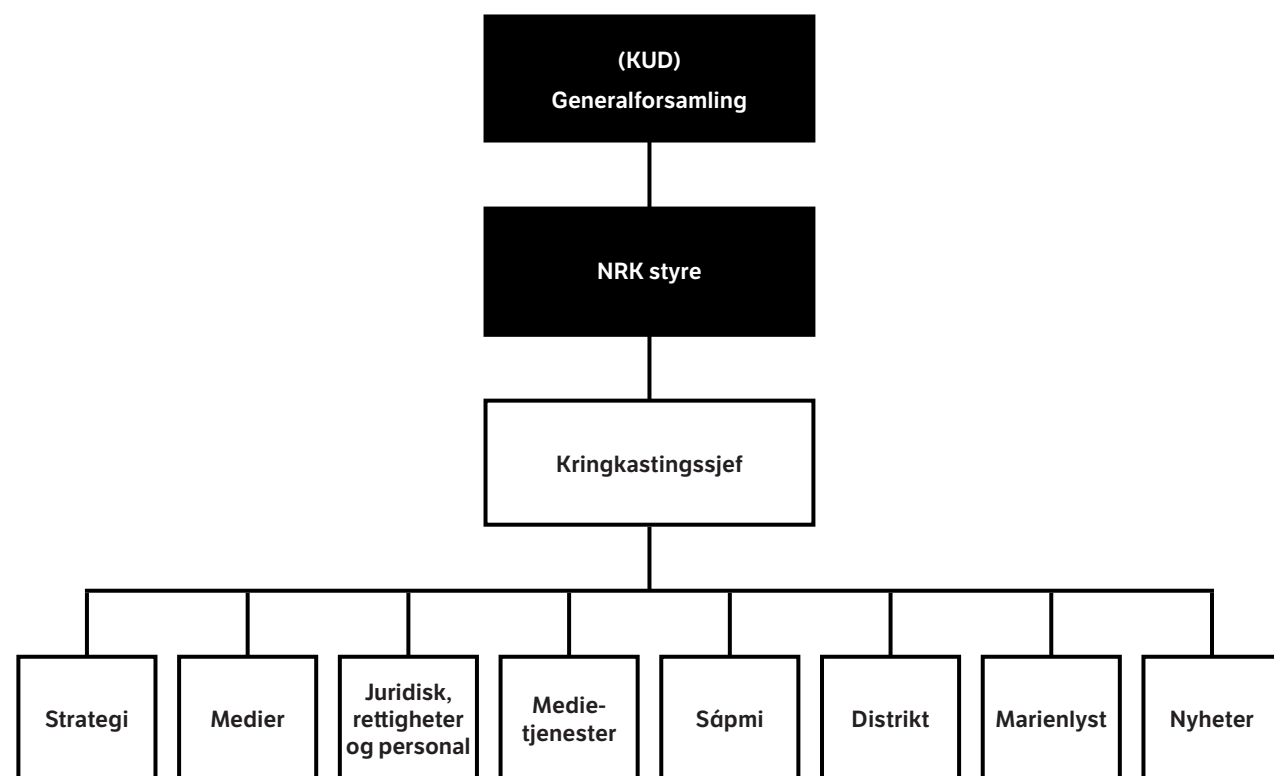 (KUD)
Generalforsamling
NRK styre
Kringkastingssjef
Strategi
Medier
Juridisk,
rettigheter
og personal
Medie-
tjenester
Sápmi
Distrikt
Marienlyst
Nyheter